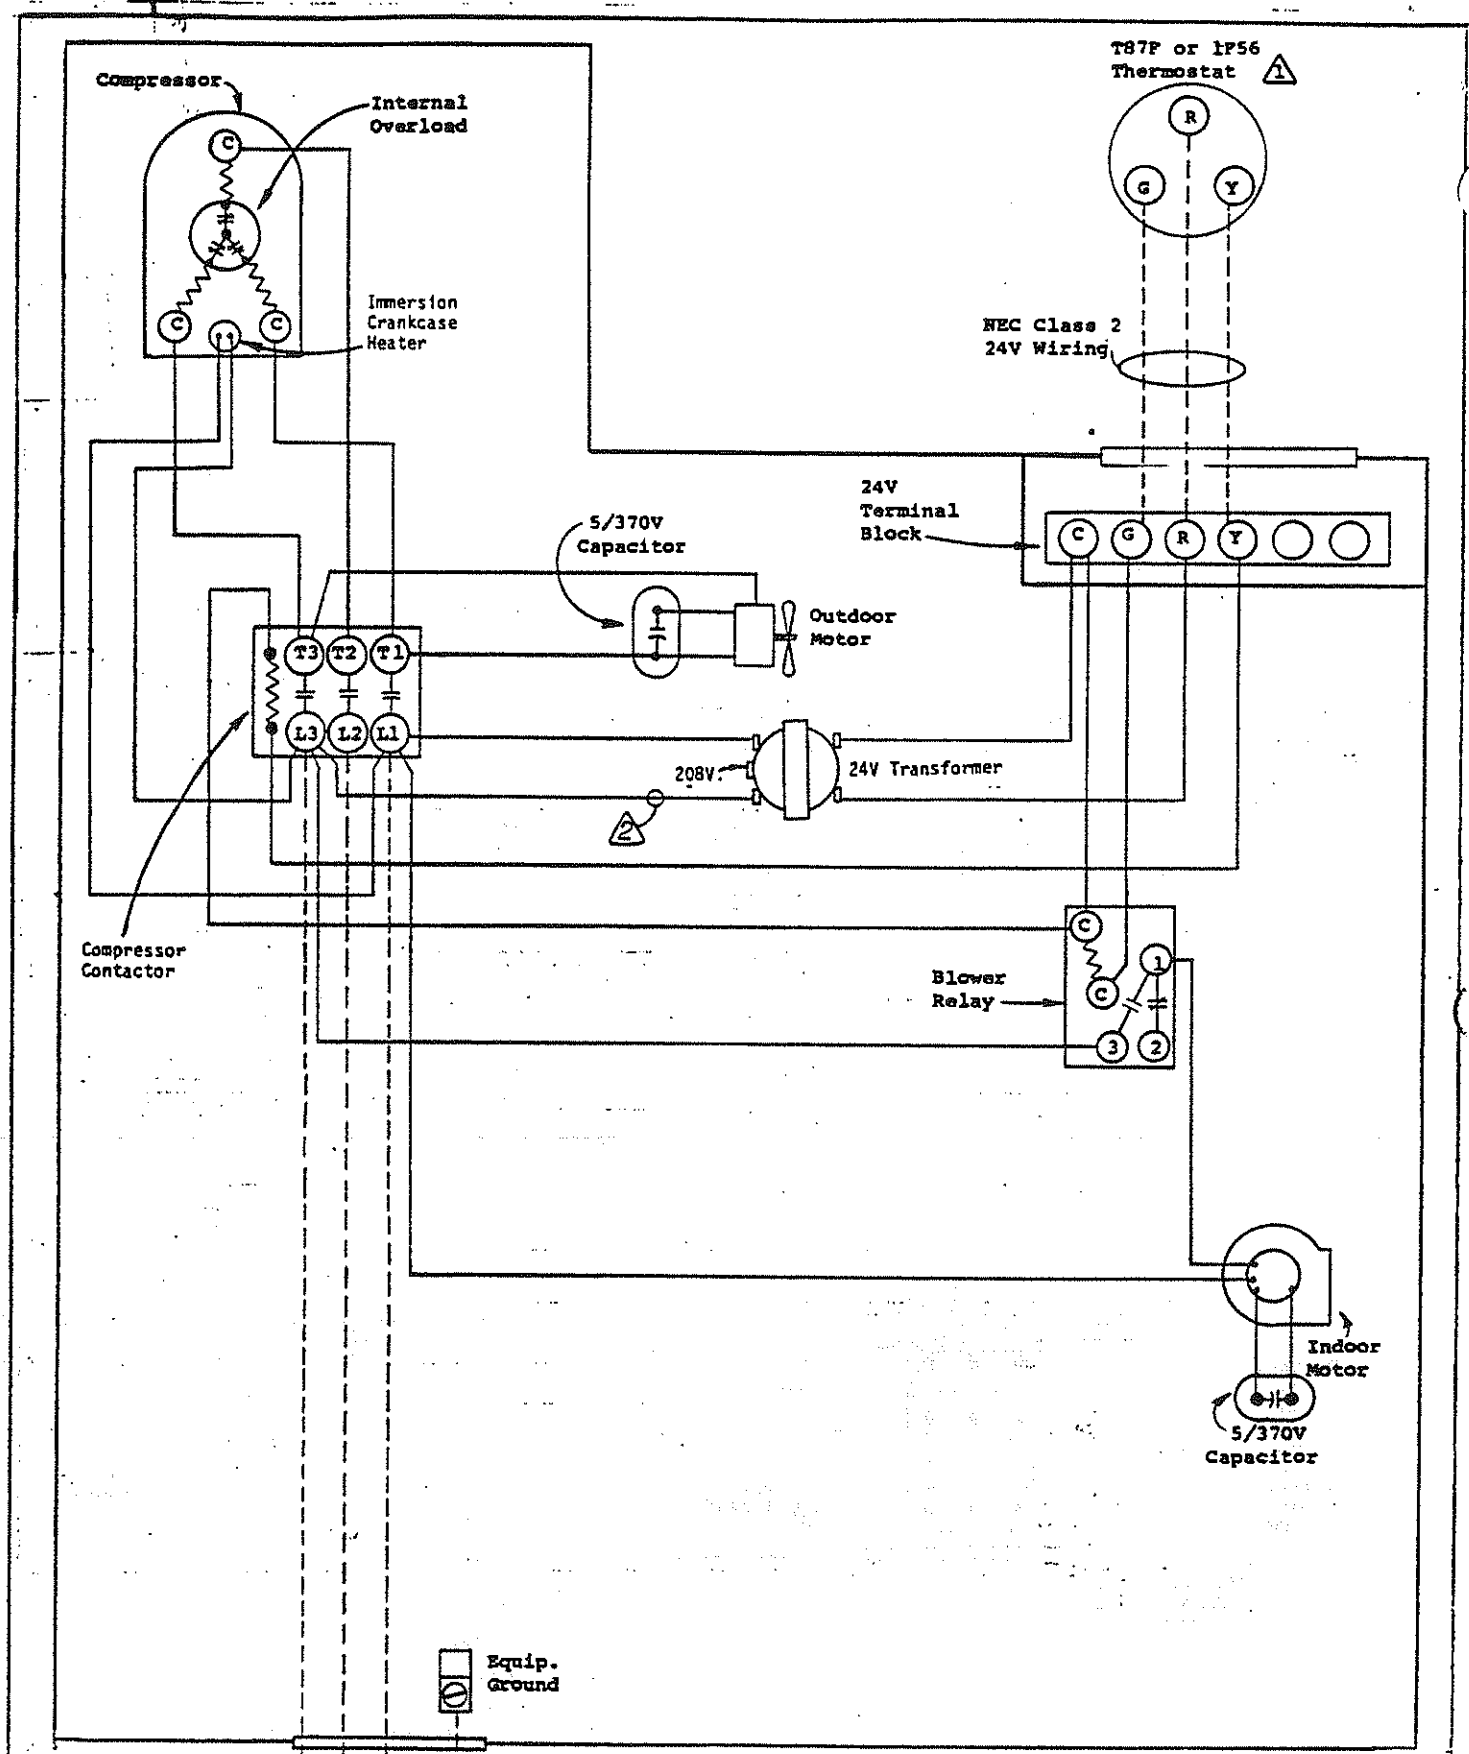 T87F or 1F56
Thermostat 1
Compressor
Internal
Overload
C
R
G
Y
C
C
Immersion
Crankcase
Heater
NEC Class 2
24V Wiring
24V
Terminal
Block
C G R Y
5/370V
Capacitor
Outdoor
Motor
T3 T2 T1
L3 L2 L1
208V.
24V Transformer
2
Compressor
Contactor
Blower
Relay
C
1
C
3 2
Indoor
Motor
5/370V
Capacitor
Equip.
Ground